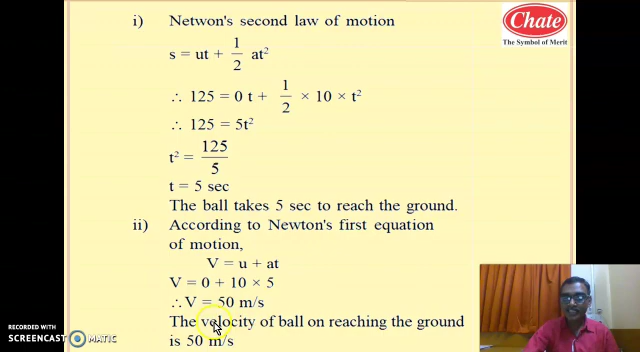 Chate
The Symbol of Merit
i) Netwon's second law of motion
s = ut + 1/2 at²
∴ 125 = 0 t + 1/2 × 10 × t²
∴ 125 = 5t²
t² = 125/5
t = 5 sec
The ball takes 5 sec to reach the ground.
ii) According to Newton's first equation
of motion,
V = u + at
V = 0 + 10 × 5
∴ V = 50 m/s
The velocity of ball on reaching the ground
is 50 m/s
RECORDED WITH
SCREENCAST MATIC